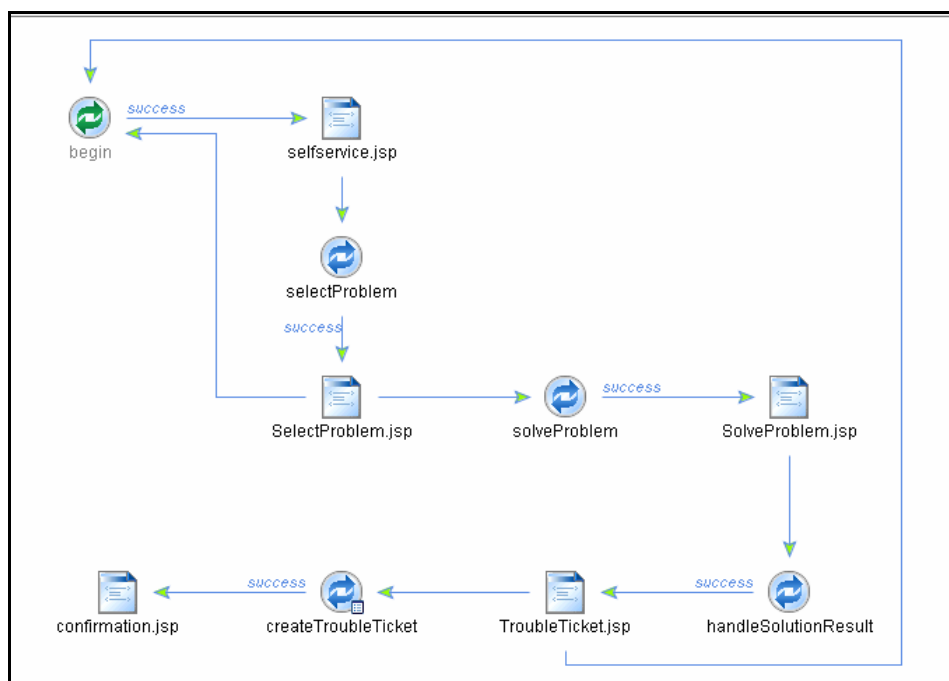 success
begin
selfservice.jsp
selectProblem
success
SelectProblem.jsp
solveProblem
success
SolveProblem.jsp
confirmation.jsp
success
createTroubleTicket
TroubleTicket.jsp
success
handleSolutionResult